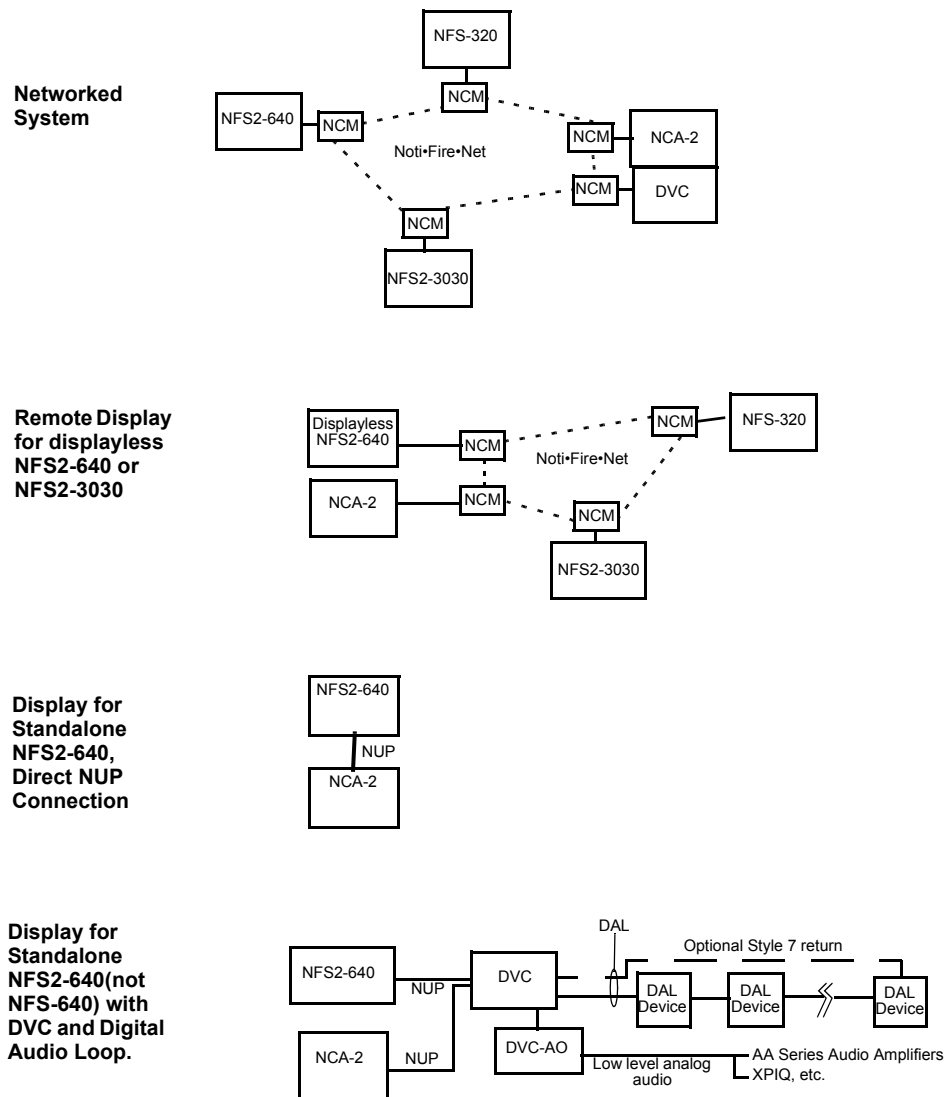 NFS-320
Networked
System
NCM
NFS2-640
NCM
NCM
NCA-2
Noti•Fire•Net
NCM
DVC
NCM
NFS2-3030
Remote Display
for displayless
NFS2-640 or
NFS2-3030
Displayless
NFS2-640
NCM
NFS-320
NCM
Noti•Fire•Net
NCA-2
NCM
NCM
NFS2-3030
Display for
Standalone
NFS2-640,
Direct NUP
Connection
NFS2-640
NUP
NCA-2
Display for
Standalone
NFS2-640(not
NFS-640) with
DVC and Digital
Audio Loop.
DAL
Optional Style 7 return
NFS2-640
NUP
DVC
DAL
Device
DAL
Device
DAL
Device
NCA-2
NUP
DVC-AO
Low level analog
audio
AA Series Audio Amplifiers
XPIQ, etc.